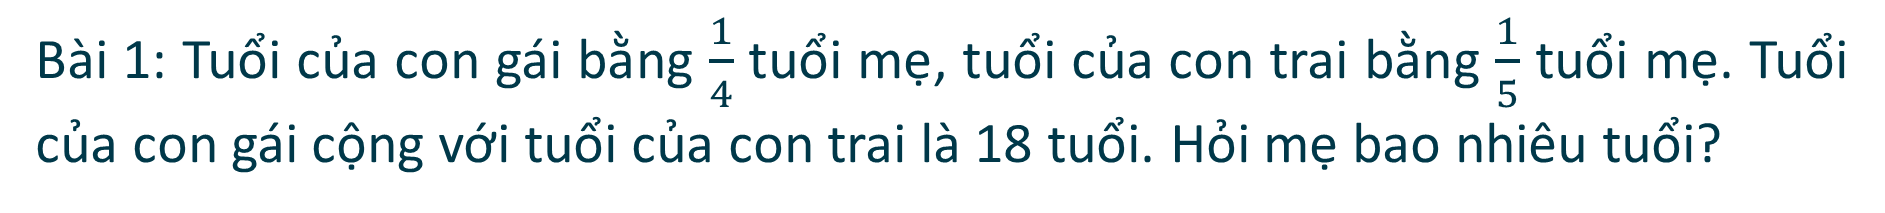 Bài 1: Tuổi của con gái bằng 1/4 tuổi mẹ, tuổi của con trai bằng 1/5 tuổi mẹ. Tuổi
của con gái cộng với tuổi của con trai là 18 tuổi. Hỏi mẹ bao nhiêu tuổi?